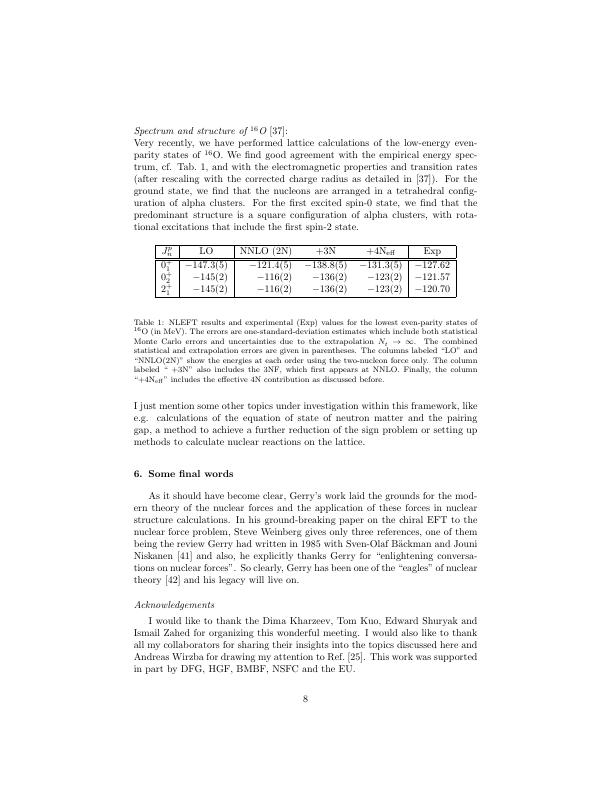 Spectrum and structure of ¹⁶O [37]:
Very recently, we have performed lattice calculations of the low-energy even-
parity states of ¹⁶O. We find good agreement with the empirical energy spec-
trum, cf. Tab. 1, and with the electromagnetic properties and transition rates
(after rescaling with the corrected charge radius as detailed in [37]). For the
ground state, we find that the nucleons are arranged in a tetrahedral config-
uration of alpha clusters. For the first excited spin-0 state, we find that the
predominant structure is a square configuration of alpha clusters, with rota-
tional excitations that include the first spin-2 state.
Jₙᵖ LO NNLO (2N) +3N +4N_eff Exp
0₁⁺ −147.3(5) −121.4(5) −138.8(5) −131.3(5) −127.62
0₂⁺ −145(2) −116(2) −136(2) −123(2) −121.57
2₁⁺ −145(2) −116(2) −136(2) −123(2) −120.70
Table 1: NLEFT results and experimental (Exp) values for the lowest even-parity states of
¹⁶O (in MeV). The errors are one-standard-deviation estimates which include both statistical
Monte Carlo errors and uncertainties due to the extrapolation Nₜ → ∞. The combined
statistical and extrapolation errors are given in parentheses. The columns labeled “LO” and
“NNLO(2N)” show the energies at each order using the two-nucleon force only. The column
labeled “ +3N” also includes the 3NF, which first appears at NNLO. Finally, the column
“+4N_eff” includes the effective 4N contribution as discussed before.
I just mention some other topics under investigation within this framework, like
e.g. calculations of the equation of state of neutron matter and the pairing
gap, a method to achieve a further reduction of the sign problem or setting up
methods to calculate nuclear reactions on the lattice.
6. Some final words
As it should have become clear, Gerry’s work laid the grounds for the mod-
ern theory of the nuclear forces and the application of these forces in nuclear
structure calculations. In his ground-breaking paper on the chiral EFT to the
nuclear force problem, Steve Weinberg gives only three references, one of them
being the review Gerry had written in 1985 with Sven-Olaf Bäckman and Jouni
Niskanen [41] and also, he explicitly thanks Gerry for “enlightening conversa-
tions on nuclear forces”. So clearly, Gerry has been one of the “eagles” of nuclear
theory [42] and his legacy will live on.
Acknowledgements
I would like to thank the Dima Kharzeev, Tom Kuo, Edward Shuryak and
Ismail Zahed for organizing this wonderful meeting. I would also like to thank
all my collaborators for sharing their insights into the topics discussed here and
Andreas Wirzba for drawing my attention to Ref. [25]. This work was supported
in part by DFG, HGF, BMBF, NSFC and the EU.
8